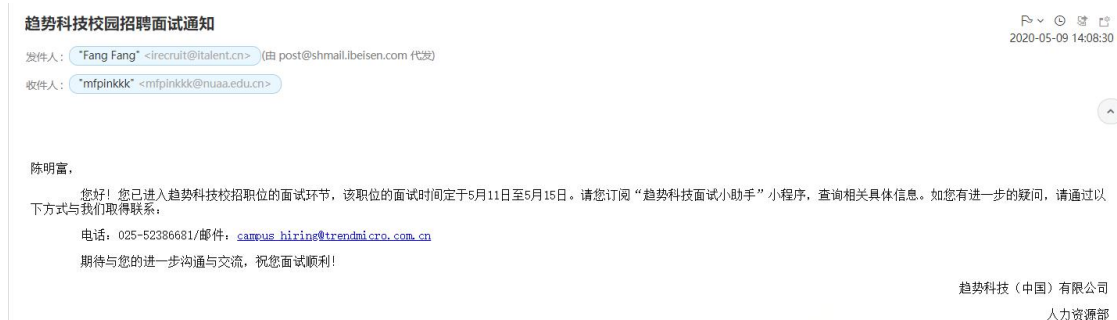 趋势科技校园招聘面试通知
2020-05-09 14:08:30
发件人： "Fang Fang" <irecruit@italent.cn> (由 post@shmail.ibeisen.com 代发)
收件人： "mfpinkkk" <mfpinkkk@nuaa.edu.cn>
陈明富，
您好！您已进入趋势科技校招职位的面试环节，该职位的面试时间定于5月11日至5月15日。请您订阅“趋势科技面试小助手”小程序，查询相关具体信息。如您有进一步的疑问，请通过以
下方式与我们取得联系：
电话：025-52386681/邮件：campus_hiring@trendmicro.com.cn
期待与您的进一步沟通与交流，祝您面试顺利！
趋势科技（中国）有限公司
人力资源部